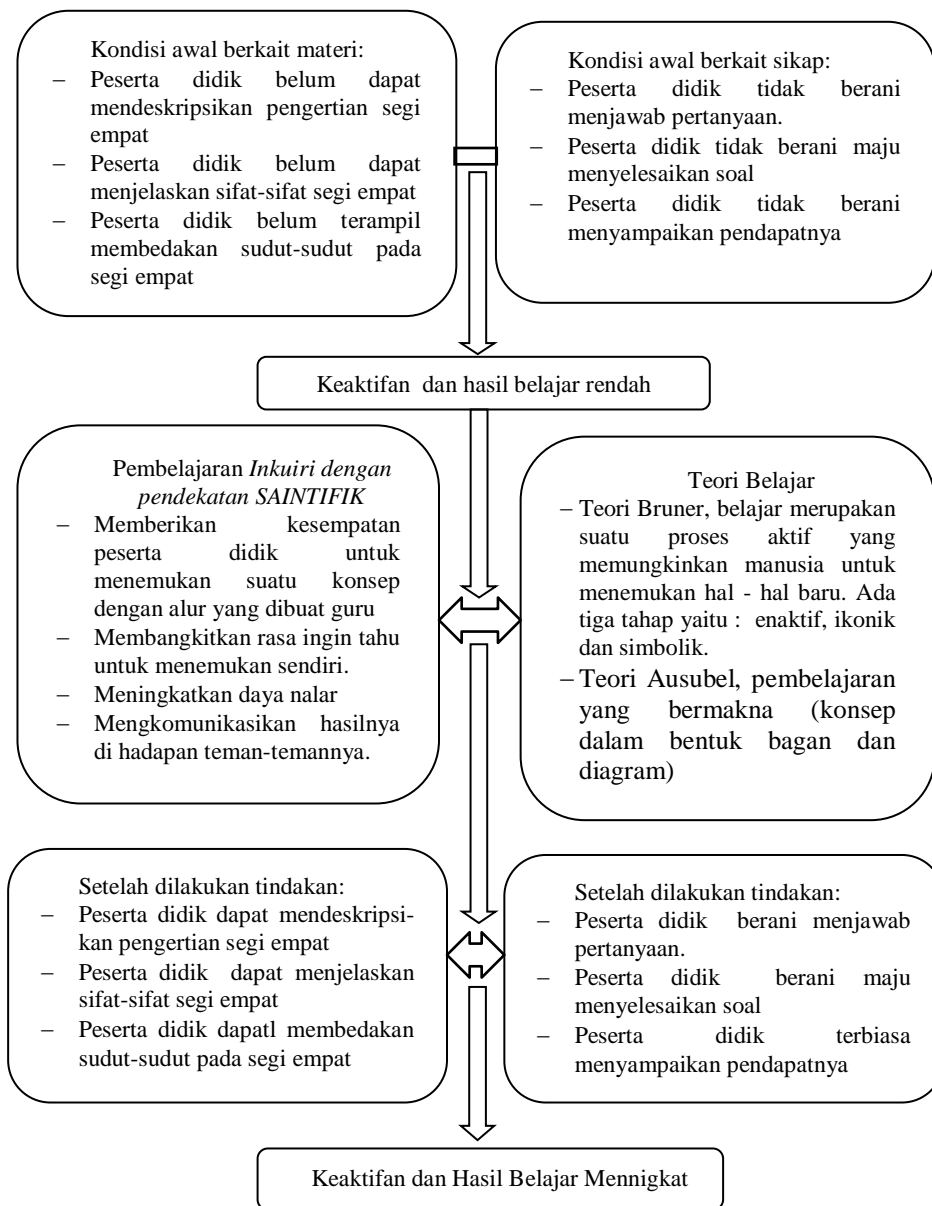 Kondisi awal berkait materi:
– Peserta didik belum dapat
mendeskripsikan pengertian segi
empat
– Peserta didik belum dapat
menjelaskan sifat-sifat segi empat
– Peserta didik belum terampil
membedakan sudut-sudut pada
segi empat
Kondisi awal berkait sikap:
– Peserta didik tidak berani
menjawab pertanyaan.
– Peserta didik tidak berani maju
menyelesaikan soal
– Peserta didik tidak berani
menyampaikan pendapatnya
Keaktifan dan hasil belajar rendah
Pembelajaran Inkuiri dengan
pendekatan SAINTIFIK
– Memberikan kesempatan
peserta didik untuk
menemukan suatu konsep
dengan alur yang dibuat guru
– Membangkitkan rasa ingin tahu
untuk menemukan sendiri.
– Meningkatkan daya nalar
– Mengkomunikasikan hasilnya
di hadapan teman-temannya.
Teori Belajar
– Teori Bruner, belajar merupakan
suatu proses aktif yang
memungkinkan manusia untuk
menemukan hal - hal baru. Ada
tiga tahap yaitu : enaktif, ikonik
dan simbolik.
– Teori Ausubel, pembelajaran
yang bermakna (konsep
dalam bentuk bagan dan
diagram)
Setelah dilakukan tindakan:
– Peserta didik dapat mendeskripsi-
kan pengertian segi empat
– Peserta didik dapat menjelaskan
sifat-sifat segi empat
– Peserta didik dapatl membedakan
sudut-sudut pada segi empat
Setelah dilakukan tindakan:
– Peserta didik berani menjawab
pertanyaan.
– Peserta didik berani maju
menyelesaikan soal
– Peserta didik terbiasa
menyampaikan pendapatnya
Keaktifan dan Hasil Belajar Mennigkat